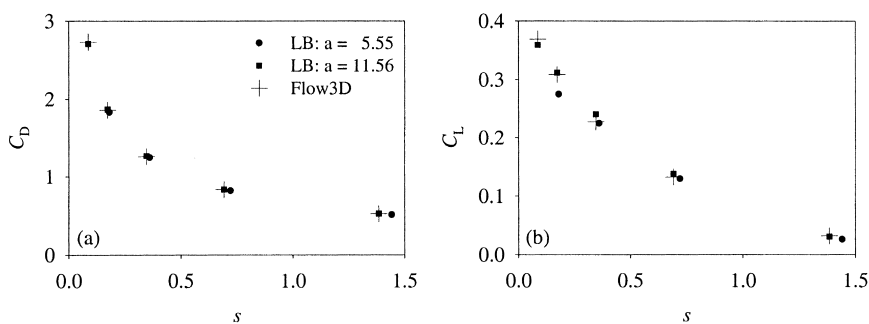 3
2
1
0
C_D
LB: a = 5.55
LB: a = 11.56
Flow3D
(a)
0.0 0.5 1.0 1.5
s
0.4
0.3
0.2
0.1
0.0
C_L
(b)
0.0 0.5 1.0 1.5
s